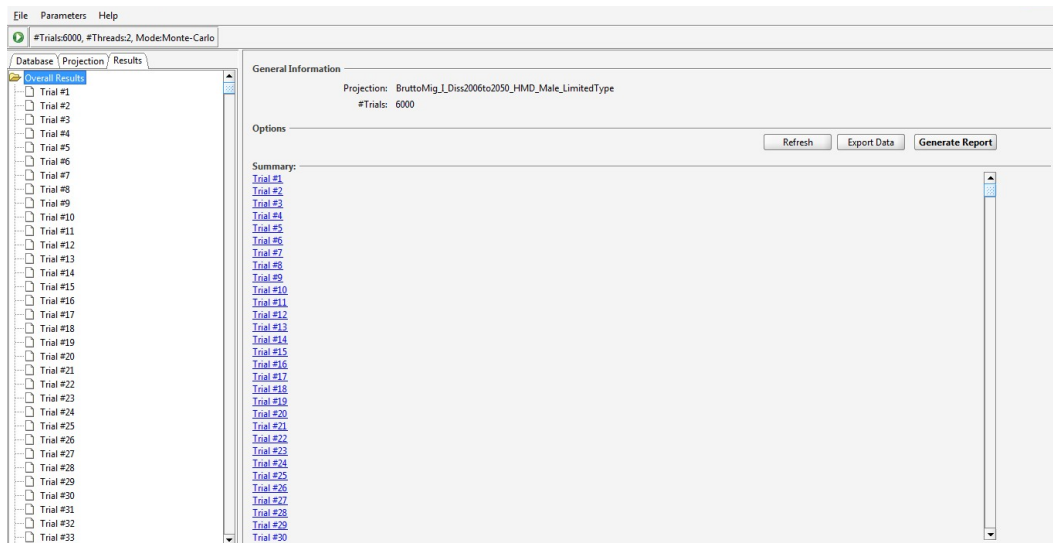 File Parameters Help
#Trials:6000, #Threads:2, Mode:Monte-Carlo
Database Projection Results
Overall Results
Trial #1
Trial #2
Trial #3
Trial #4
Trial #5
Trial #6
Trial #7
Trial #8
Trial #9
Trial #10
Trial #11
Trial #12
Trial #13
Trial #14
Trial #15
Trial #16
Trial #17
Trial #18
Trial #19
Trial #20
Trial #21
Trial #22
Trial #23
Trial #24
Trial #25
Trial #26
Trial #27
Trial #28
Trial #29
Trial #30
Trial #31
Trial #32
Trial #33
General Information
Projection: BruttoMig_I_Diss2006to2050_HMD_Male_LimitedType
#Trials: 6000
Options
Refresh Export Data Generate Report
Summary:
Trial #1
Trial #2
Trial #3
Trial #4
Trial #5
Trial #6
Trial #7
Trial #8
Trial #9
Trial #10
Trial #11
Trial #12
Trial #13
Trial #14
Trial #15
Trial #16
Trial #17
Trial #18
Trial #19
Trial #20
Trial #21
Trial #22
Trial #23
Trial #24
Trial #25
Trial #26
Trial #27
Trial #28
Trial #29
Trial #30